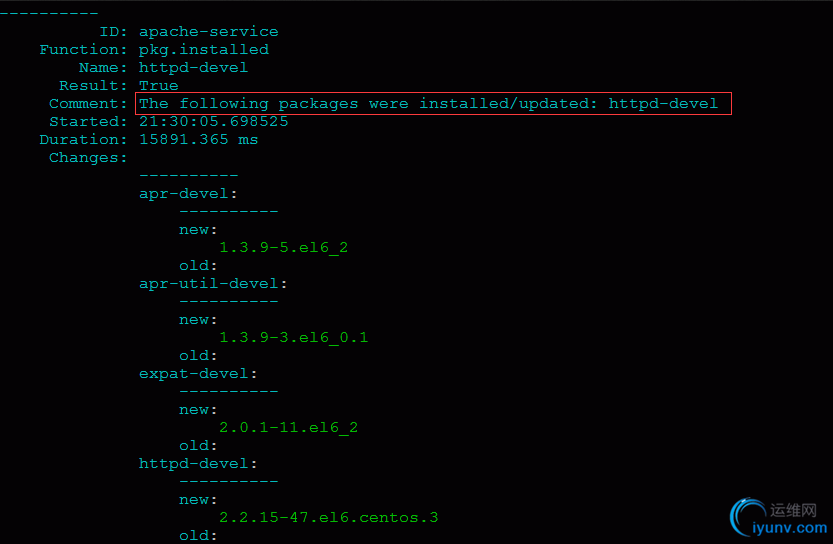 ----------
ID: apache-service
Function: pkg.installed
Name: httpd-devel
Result: True
Comment: The following packages were installed/updated: httpd-devel
Started: 21:30:05.698525
Duration: 15891.365 ms
Changes:
----------
apr-devel:
----------
new:
1.3.9-5.el6_2
old:
apr-util-devel:
----------
new:
1.3.9-3.el6_0.1
old:
expat-devel:
----------
new:
2.0.1-11.el6_2
old:
httpd-devel:
----------
new:
2.2.15-47.el6.centos.3
old:
运维网
iyunv.com